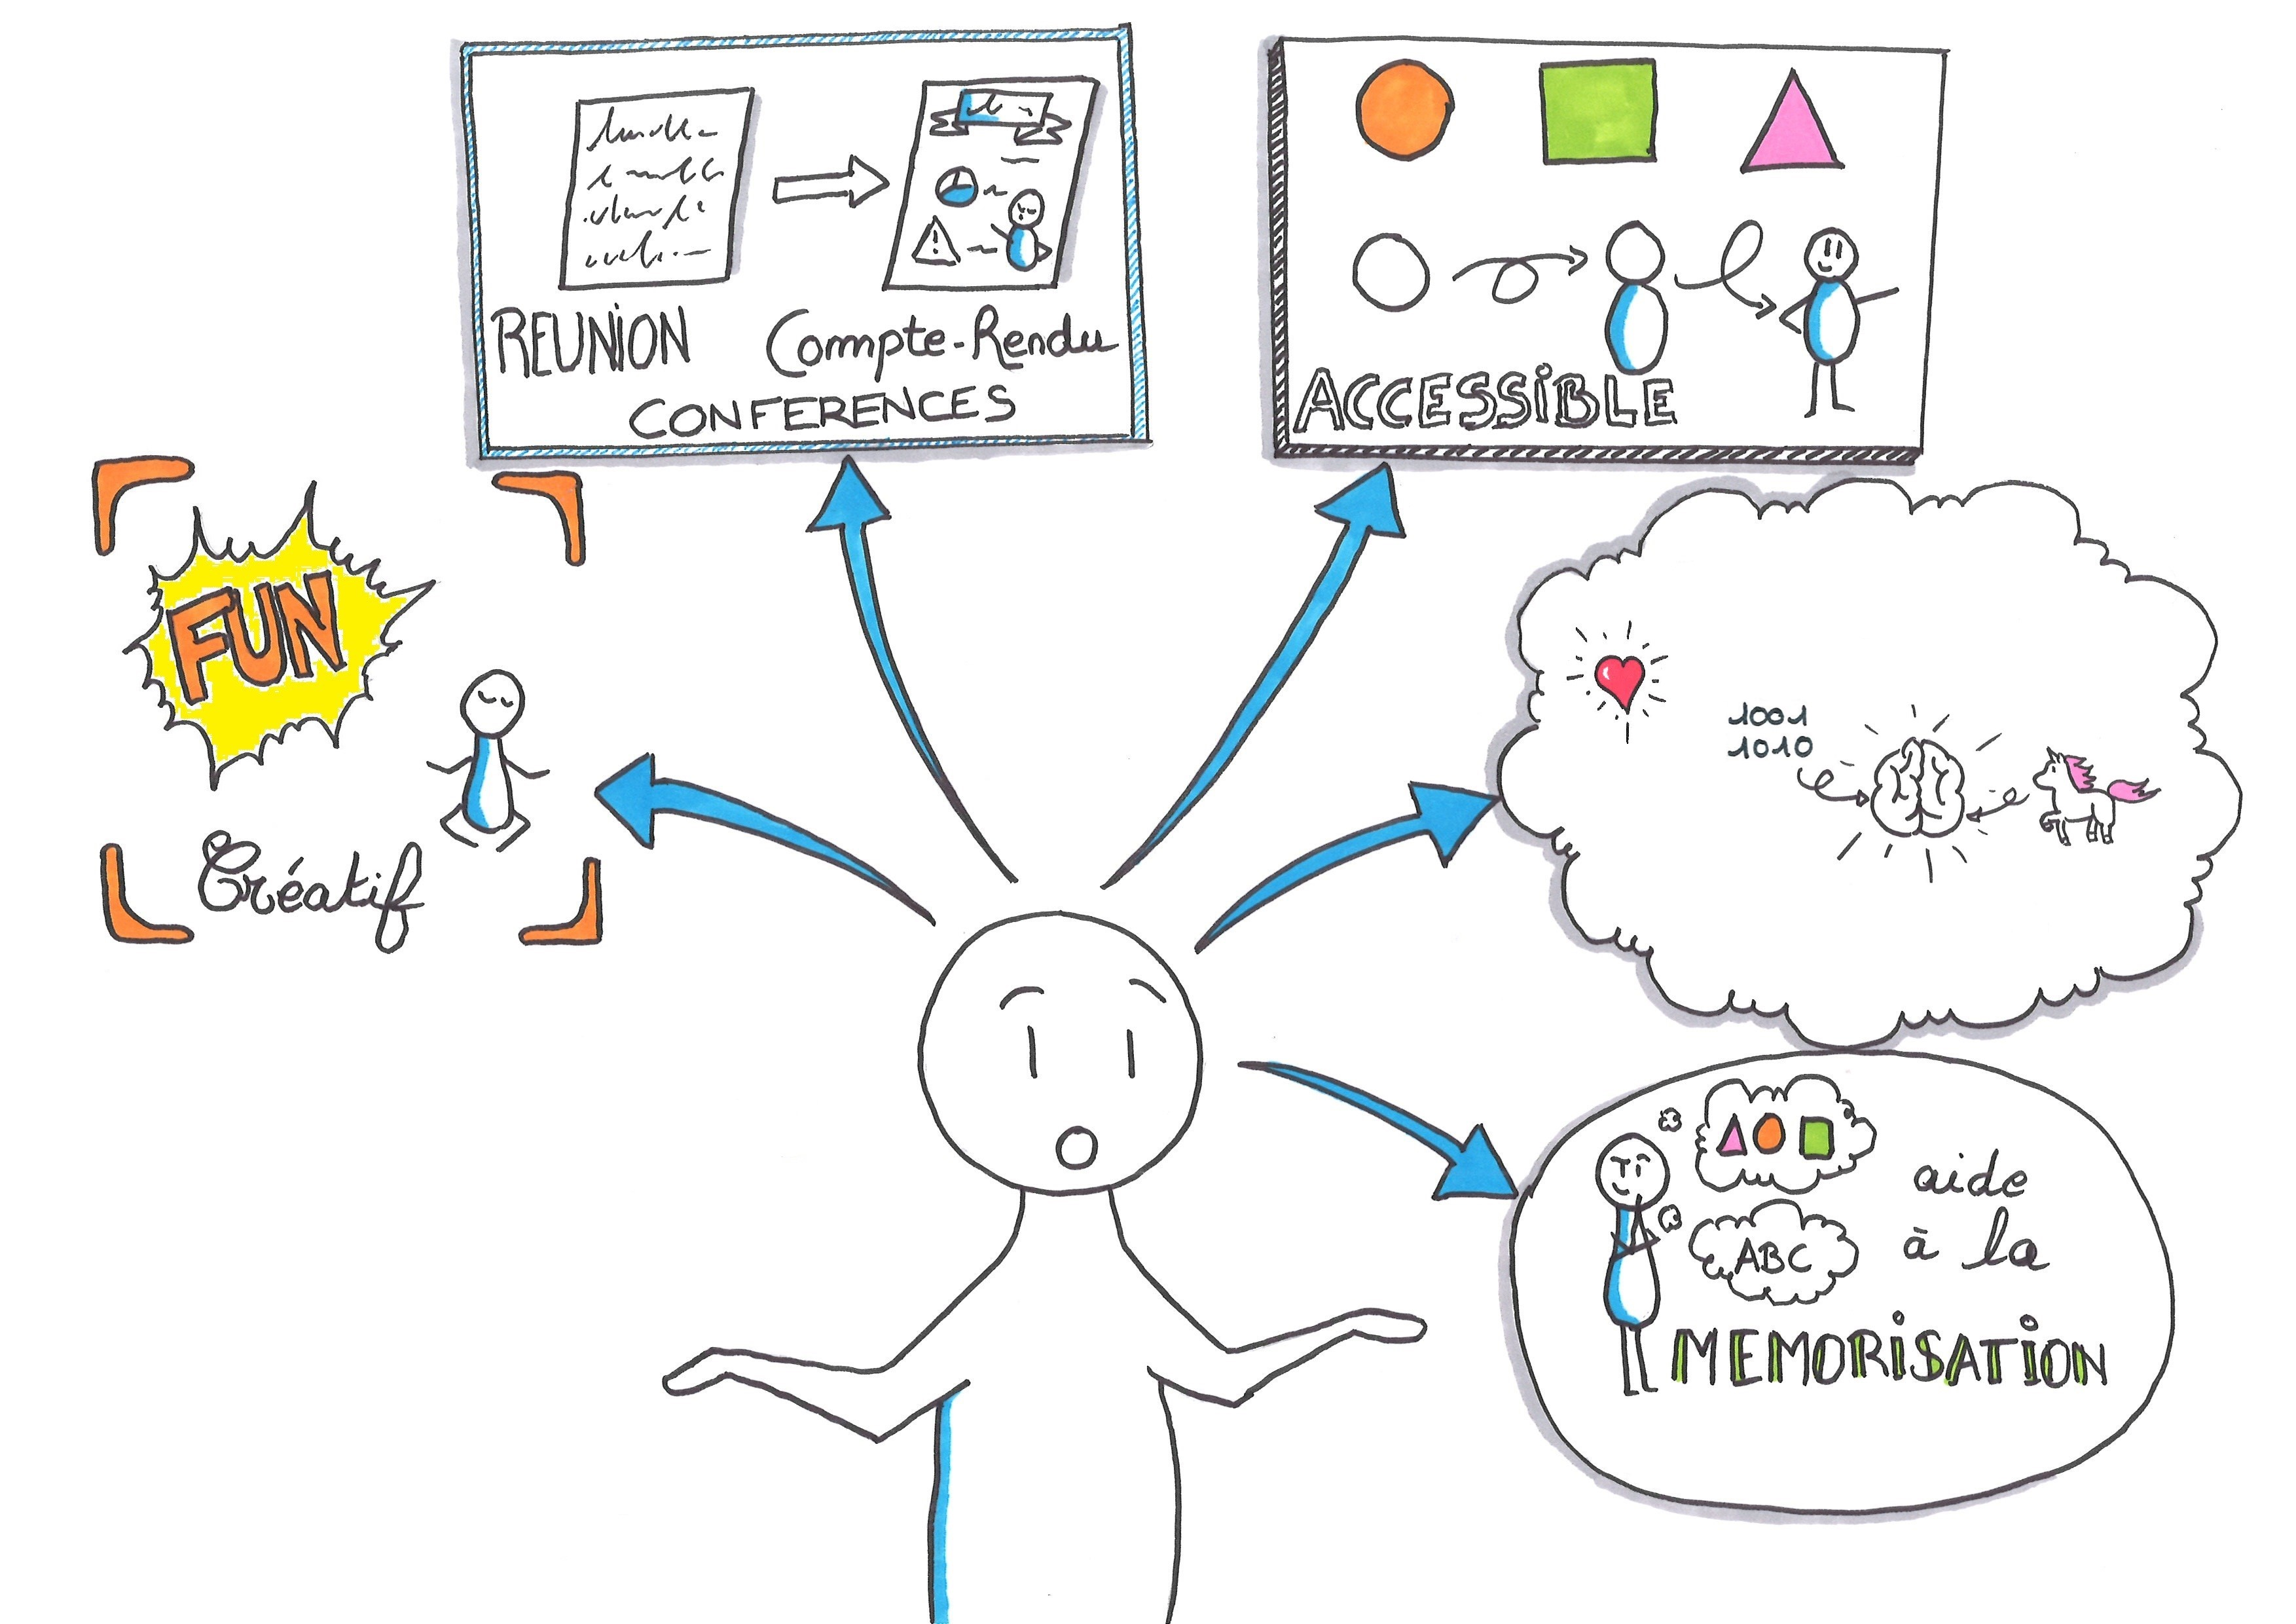 REUNiON
Compte-Rendu
CONFERENCES
ACCESSiBLE
FUN
Créatif
1001
1010
ABC
aide
à la
MEMORiSATiON